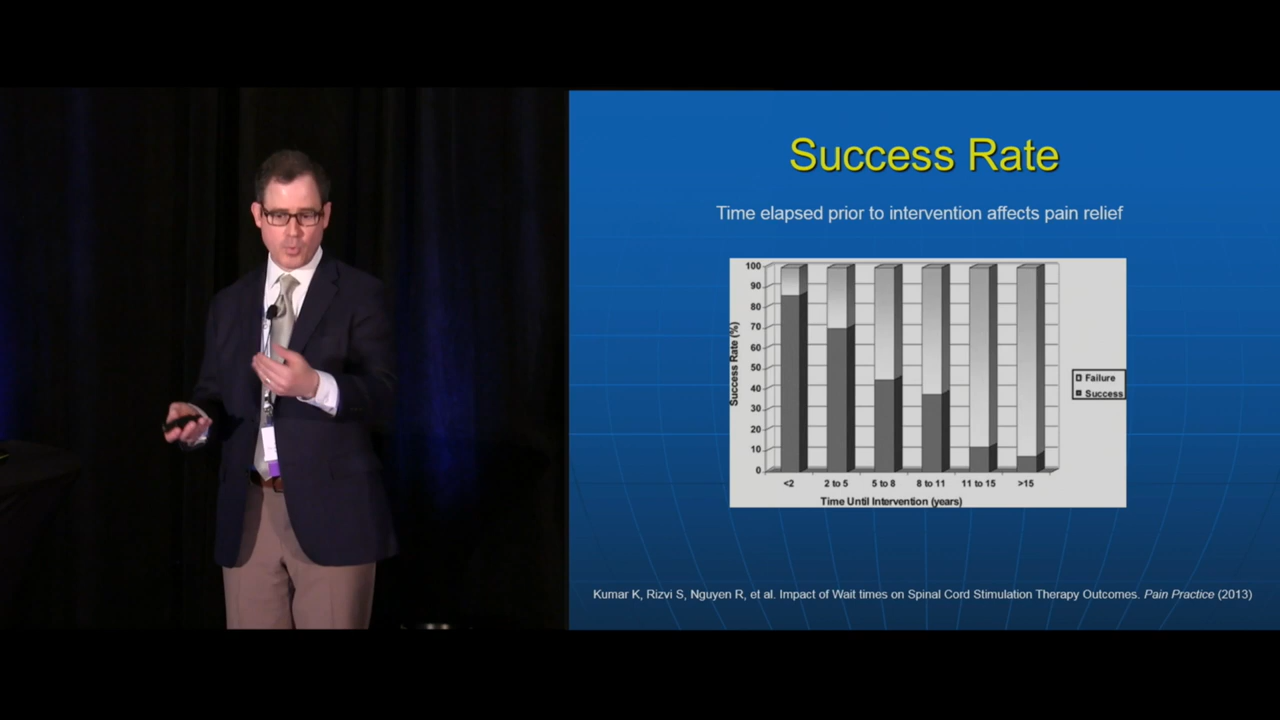 Success Rate
Time elapsed prior to intervention affects pain relief
100
90
80
70
60
50
40
30
20
10
0
Success Rate (%)
<2 2 to 5 5 to 8 8 to 11 11 to 15 >15
Time Until Intervention (years)
Failure
Success
Kumar K, Rizvi S, Nguyen R, et al. Impact of Wait times on Spinal Cord Stimulation Therapy Outcomes. Pain Practice (2013)